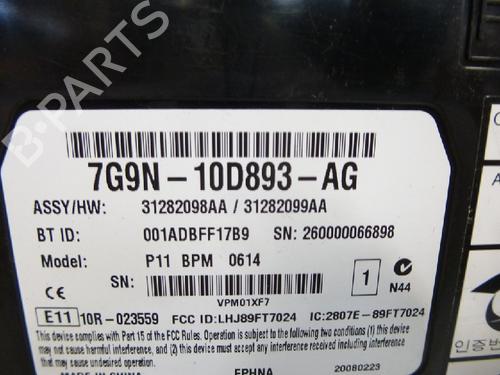 B-PARTS
7G9N-10D893-AG
ASSY/HW: 31282098AA / 31282099AA
BT ID: 001ADBFF17B9 SN: 260000066898
Model: P11 BPM 0614
SN:
1
N44
VPM01XF7
E11 10R-023559 FCC ID:LHJ89FT7024 IC:2807E-89FT7024
This device complies with Part 15 of the FCC Rules. Operation is subject to the following two conditions (1) this device
may not cause harmful interference, and (2) this device must accept any interference received, including interference
that may cause undesired operation.
EPHNA
20080223
인증번